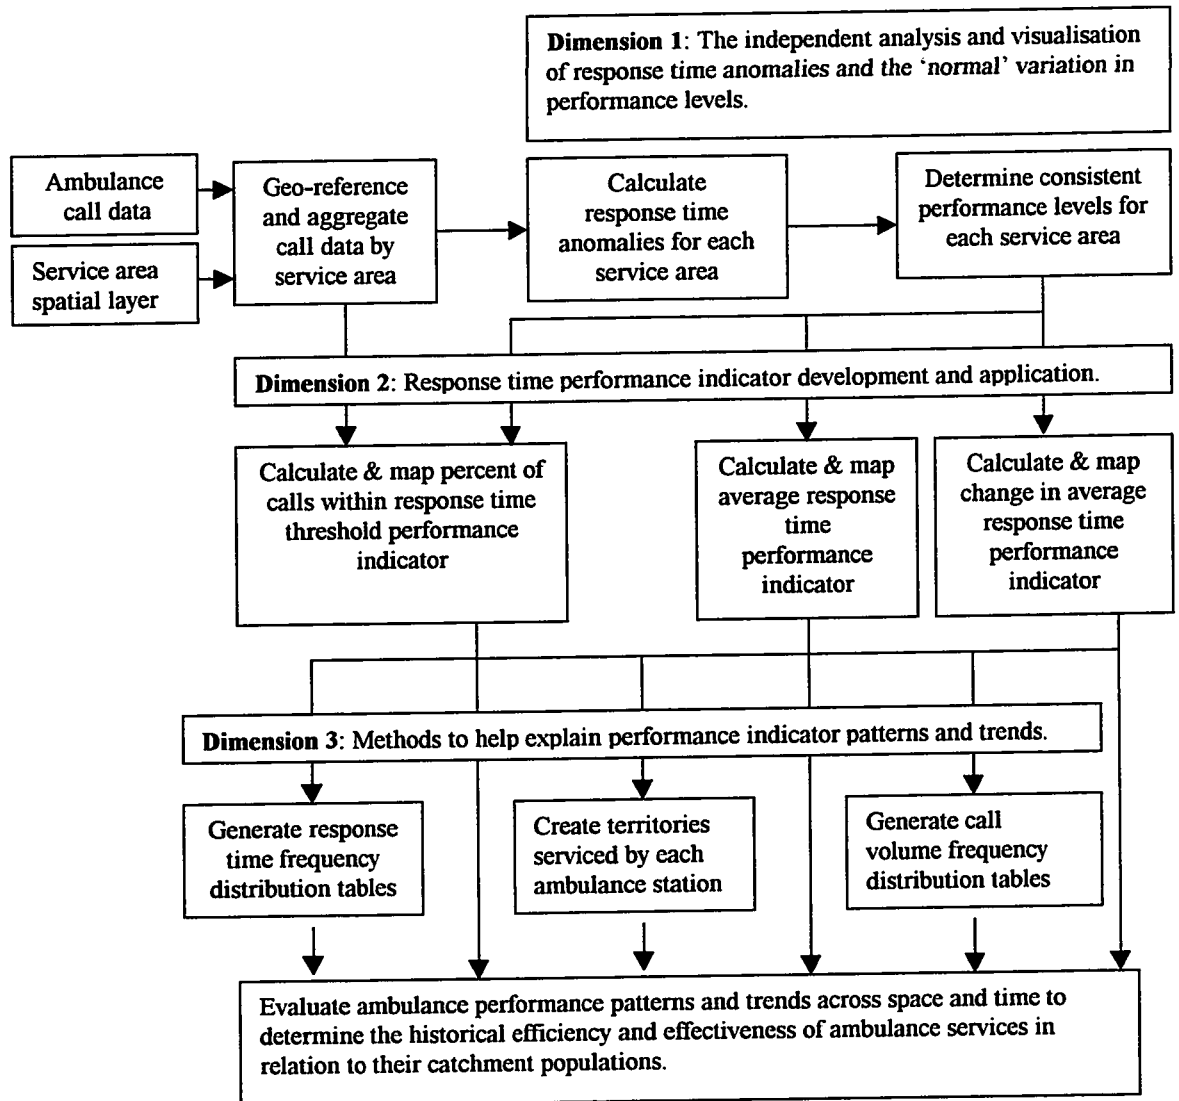 Dimension 1: The independent analysis and visualisation
of response time anomalies and the ‘normal’ variation in
performance levels.
Ambulance
call data
Service area
spatial layer
Geo-reference
and aggregate
call data by
service area
Calculate
response time
anomalies for each
service area
Determine consistent
performance levels for
each service area
Dimension 2: Response time performance indicator development and application.
Calculate & map percent of
calls within response time
threshold performance
indicator
Calculate & map
average response
time
performance
indicator
Calculate & map
change in average
response time
performance
indicator
Dimension 3: Methods to help explain performance indicator patterns and trends.
Generate response
time frequency
distribution tables
Create territories
serviced by each
ambulance station
Generate call
volume frequency
distribution tables
Evaluate ambulance performance patterns and trends across space and time to
determine the historical efficiency and effectiveness of ambulance services in
relation to their catchment populations.